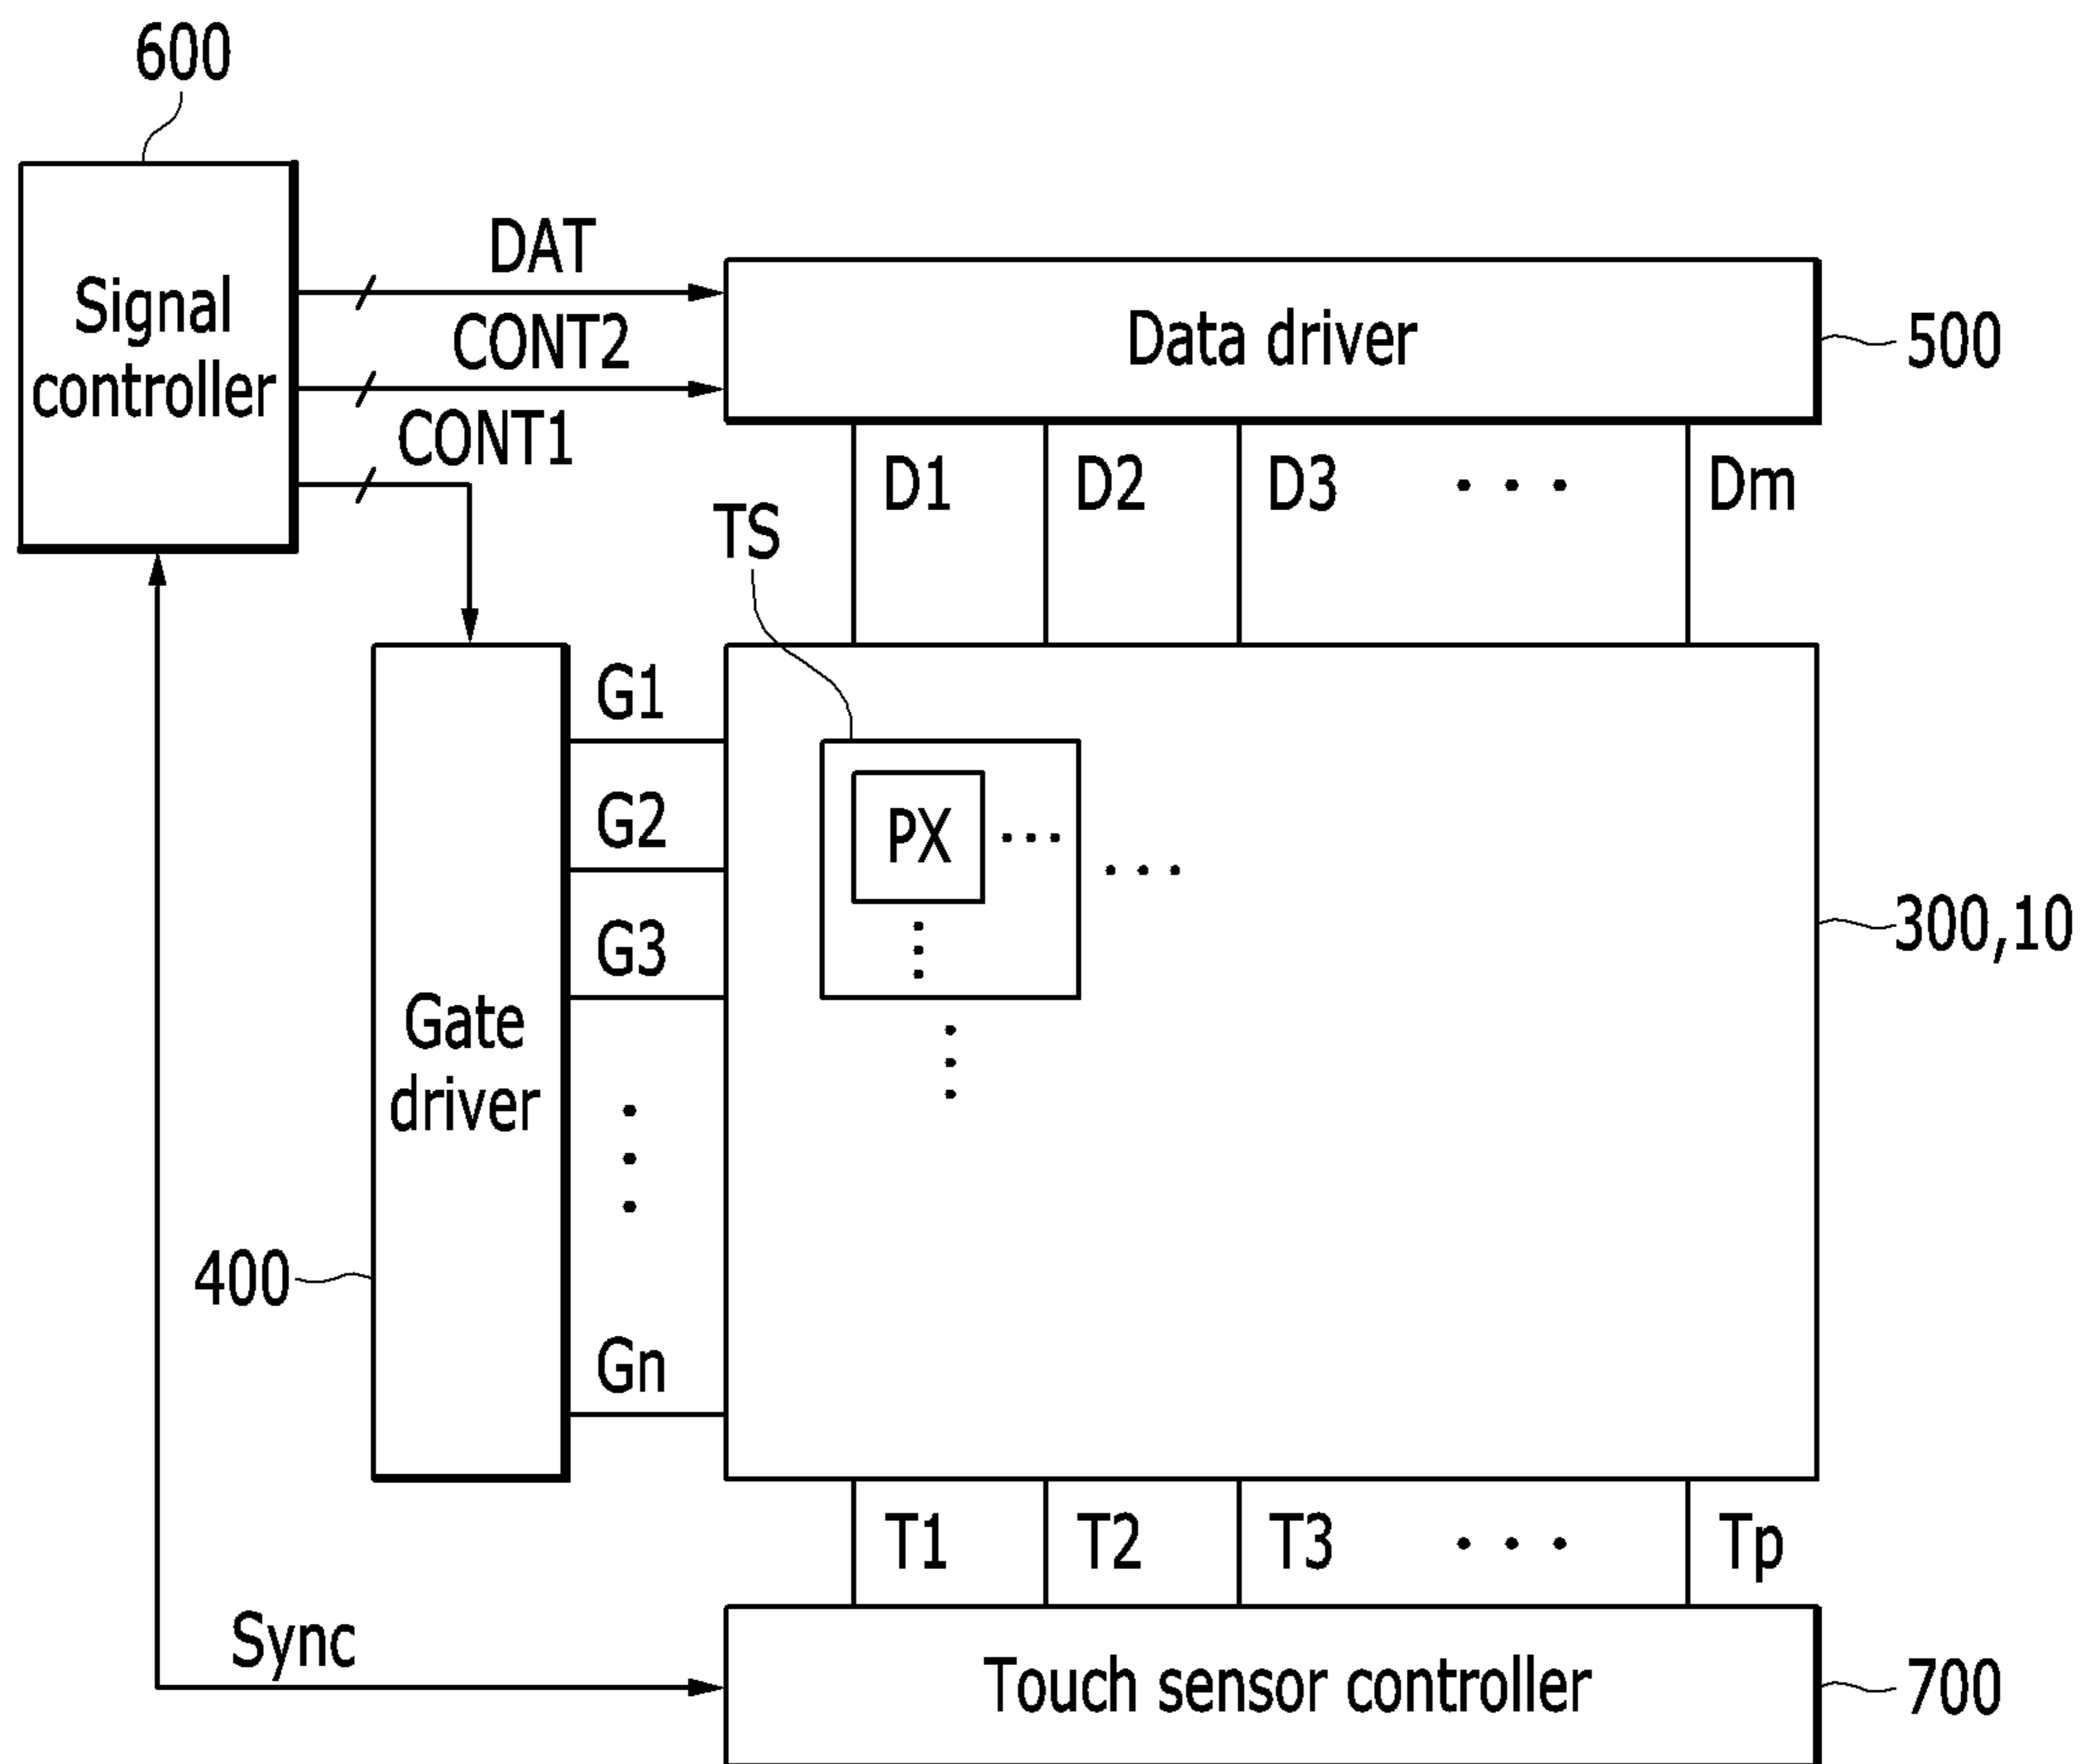 600
Signal
controller
DAT
CONT2
CONT1
Data driver
500
D1 D2 D3 ... Dm
TS
G1
G2
G3
Gn
PX ...
...
300,10
Gate
driver
400
T1 T2 T3 ... Tp
Sync
Touch sensor controller
700